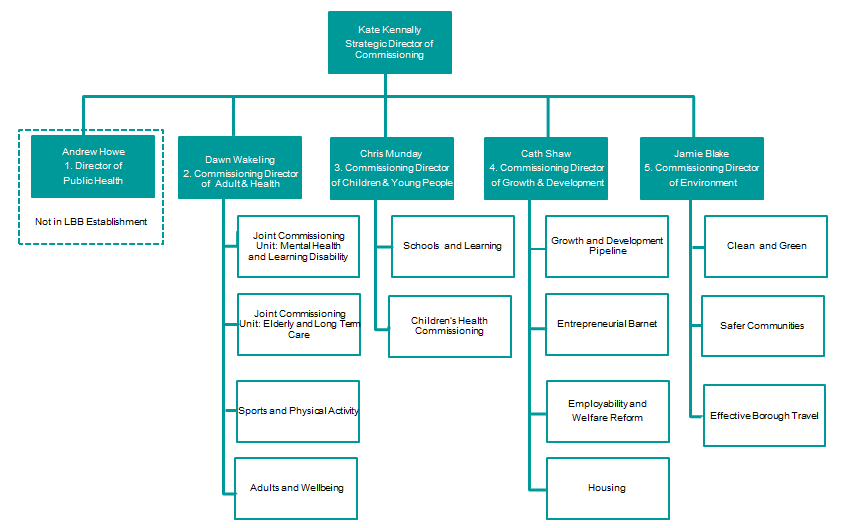 Kate Kennally
Strategic Director of
Commissioning
Andrew Howe
1. Director of
Public Health
Not in LBB Establishment
Dawn Wakeling
2. Commissioning Director
of Adult & Health
Joint Commissioning
Unit: Mental Health
and Learning Disability
Joint Commissioning
Unit: Elderly and Long Term
Care
Sports and Physical Activity
Adults and Wellbeing
Chris Munday
3. Commissioning Director
of Children & Young People
Schools and Learning
Children's Health
Commissioning
Cath Shaw
4. Commissioning Director
of Growth & Development
Growth and Development
Pipeline
Entrepreneurial Barnet
Employability and
Welfare Reform
Housing
Jamie Blake
5. Commissioning Director
of Environment
Clean and Green
Safer Communities
Effective Borough Travel